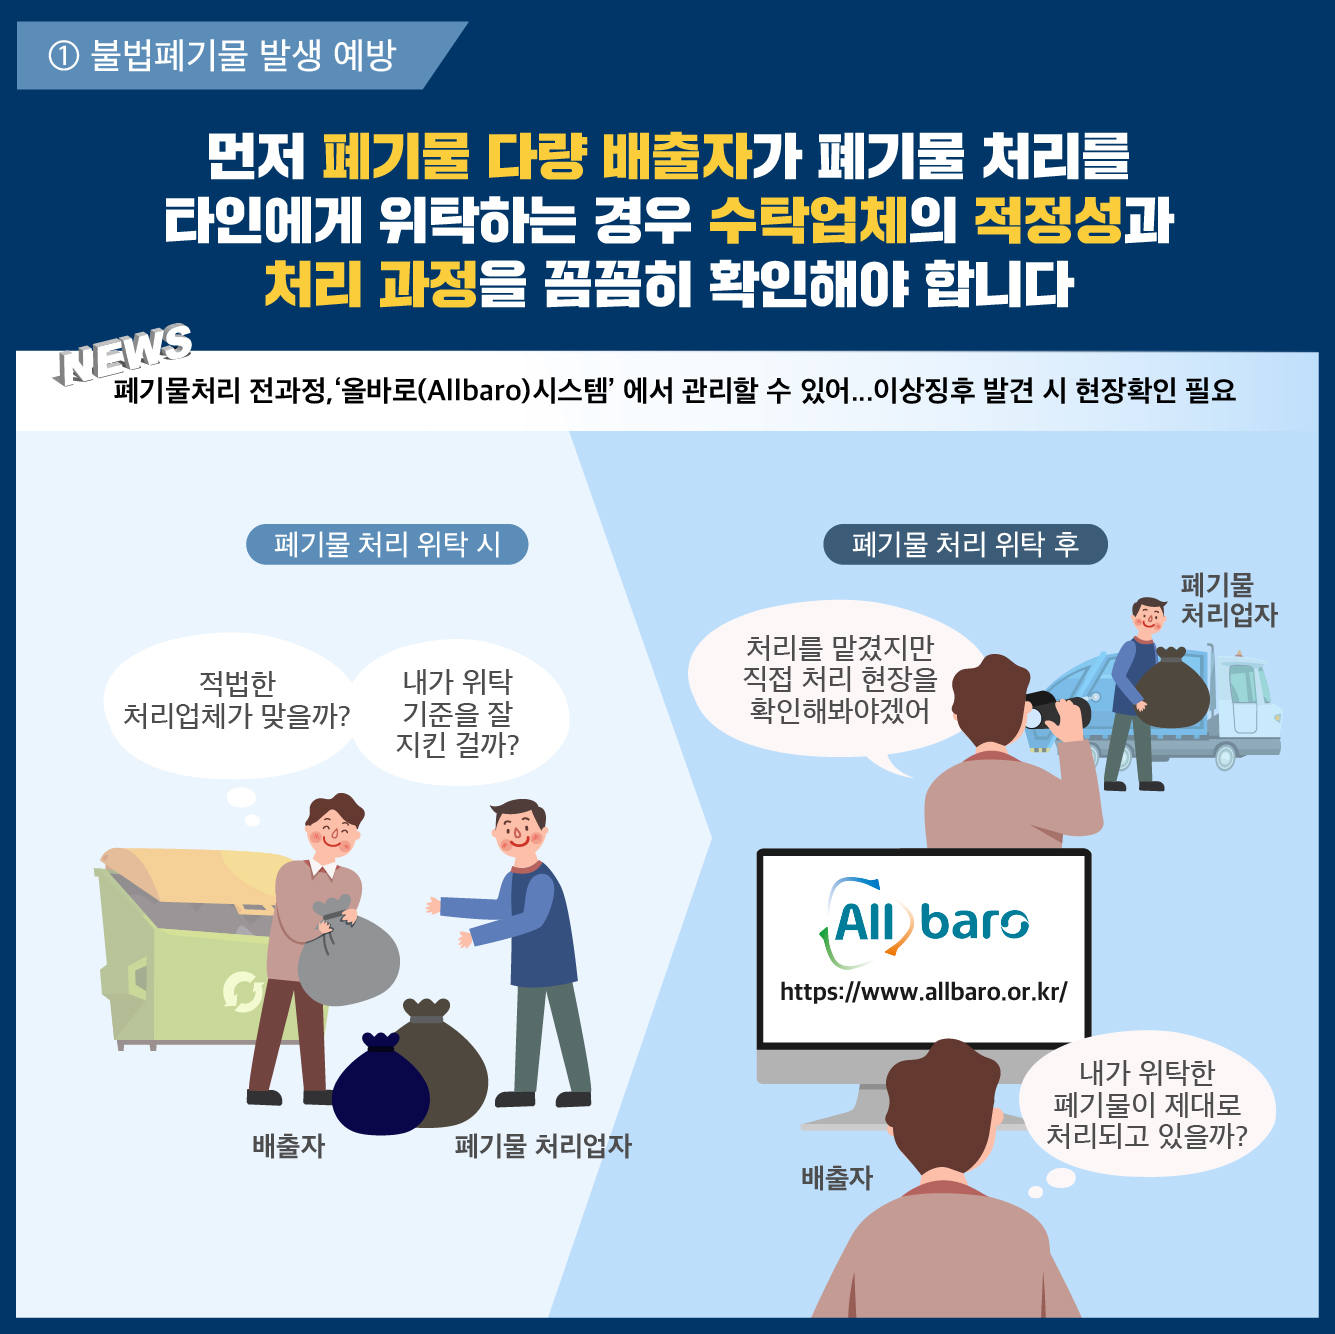 ① 불법폐기물 발생 예방
먼저 폐기물 다량 배출자가 폐기물 처리를
타인에게 위탁하는 경우 수탁업체의 적정성과
처리 과정을 꼼꼼히 확인해야 합니다
NEWS
폐기물처리 전과정,‘올바로(Allbaro)시스템’ 에서 관리할 수 있어...이상징후 발견 시 현장확인 필요
폐기물 처리 위탁 시
적법한
처리업체가 맞을까?
내가 위탁
기준을 잘
지킨 걸까?
배출자
폐기물 처리업자
폐기물 처리 위탁 후
폐기물
처리업자
처리를 맡겼지만
직접 처리 현장을
확인해봐야겠어
Allbaro
https://www.allbaro.or.kr/
내가 위탁한
폐기물이 제대로
처리되고 있을까?
배출자